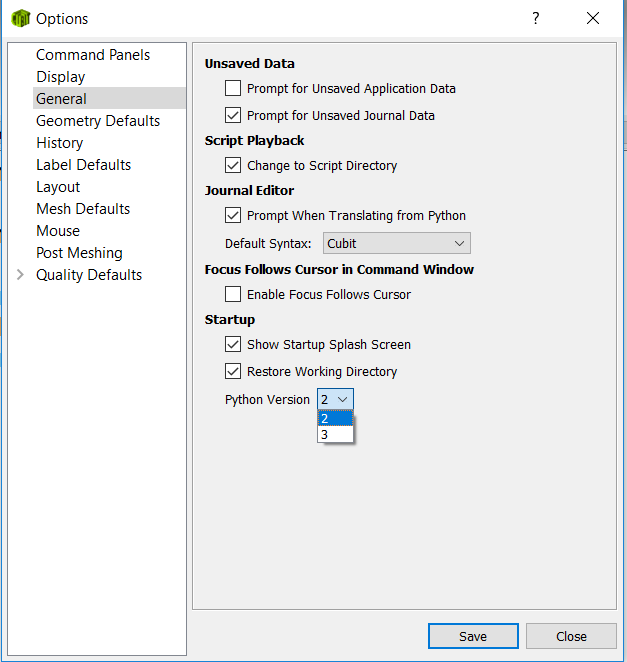 Options
?
Command Panels
Display
General
Geometry Defaults
History
Label Defaults
Layout
Mesh Defaults
Mouse
Post Meshing
Quality Defaults
Unsaved Data
Prompt for Unsaved Application Data
Prompt for Unsaved Journal Data
Script Playback
Change to Script Directory
Journal Editor
Prompt When Translating from Python
Default Syntax: Cubit
Focus Follows Cursor in Command Window
Enable Focus Follows Cursor
Startup
Show Startup Splash Screen
Restore Working Directory
Python Version 2
2
3
Save Close